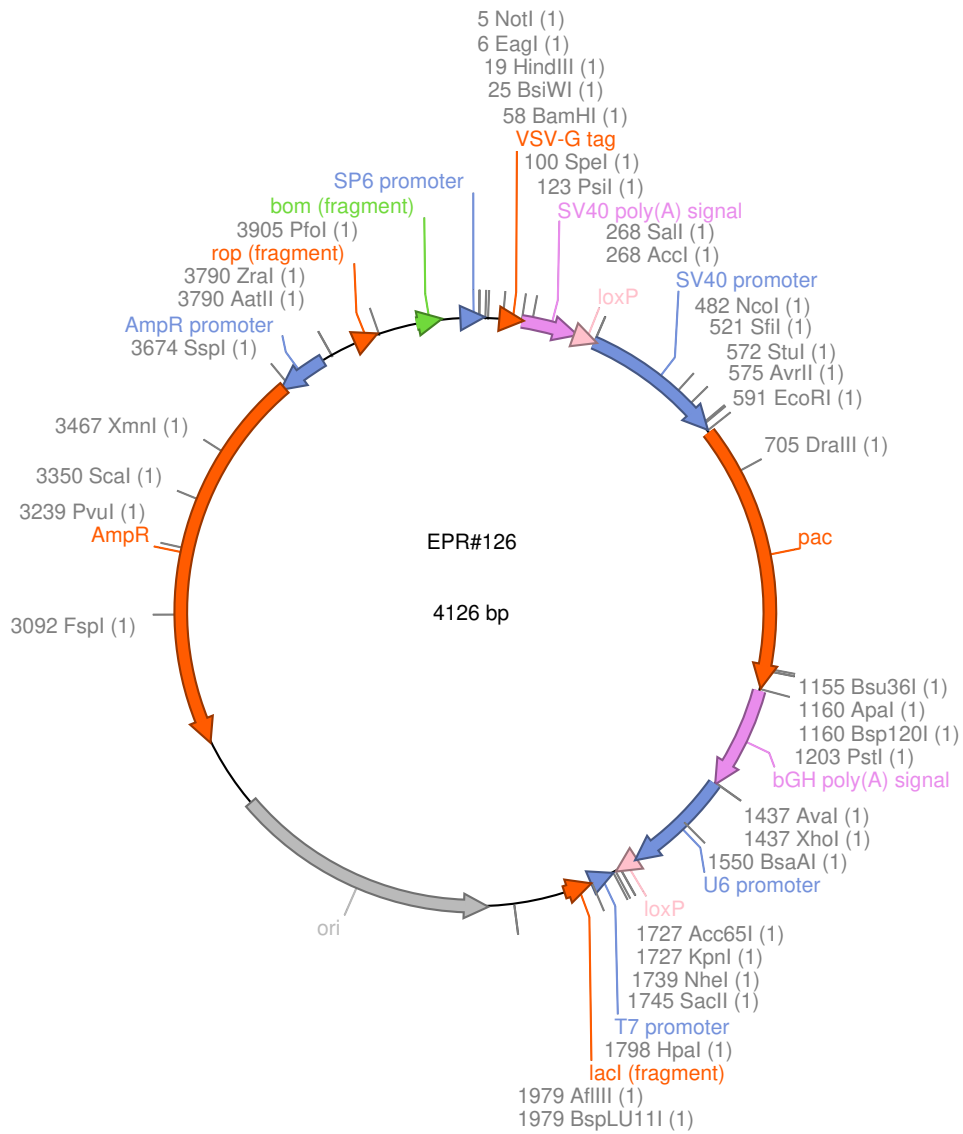 5 NotI (1)
6 EagI (1)
19 HindIII (1)
25 BsiWI (1)
58 BamHI (1)
VSV-G tag
100 SpeI (1)
123 PsiI (1)
SV40 poly(A) signal
268 SalI (1)
268 AccI (1)
loxP
SV40 promoter
482 NcoI (1)
521 SfiI (1)
572 StuI (1)
575 AvrII (1)
591 EcoRI (1)
705 DraIII (1)
pac
1155 Bsu36I (1)
1160 ApaI (1)
1160 Bsp120I (1)
1203 PstI (1)
bGH poly(A) signal
1437 AvaI (1)
1437 XhoI (1)
1550 BsaAI (1)
U6 promoter
loxP
1727 Acc65I (1)
1727 KpnI (1)
1739 NheI (1)
1745 SacII (1)
T7 promoter
1798 HpaI (1)
lacI (fragment)
1979 AflIII (1)
1979 BspLU11I (1)
ori
3092 FspI (1)
AmpR
3239 PvuI (1)
3350 ScaI (1)
3467 XmnI (1)
3674 SspI (1)
AmpR promoter
3790 AatII (1)
3790 ZraI (1)
rop (fragment)
3905 PfoI (1)
bom (fragment)
SP6 promoter
EPR#126
4126 bp